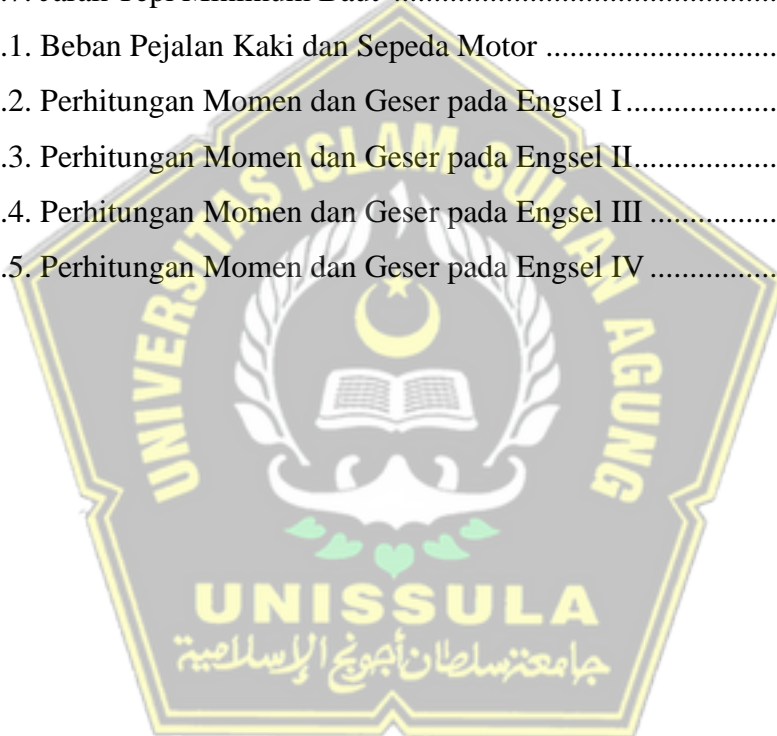 .1. Beban Pejalan Kaki dan Sepeda Motor ............................
.2. Perhitungan Momen dan Geser pada Engsel I...................
.3. Perhitungan Momen dan Geser pada Engsel II..................
.4. Perhitungan Momen dan Geser pada Engsel III ................
.5. Perhitungan Momen dan Geser pada Engsel IV ................
UNIVERSITAS ISLAM SULTAN AGUNG
UNISSULA
جامعة سلطان أجونج الإسلامية